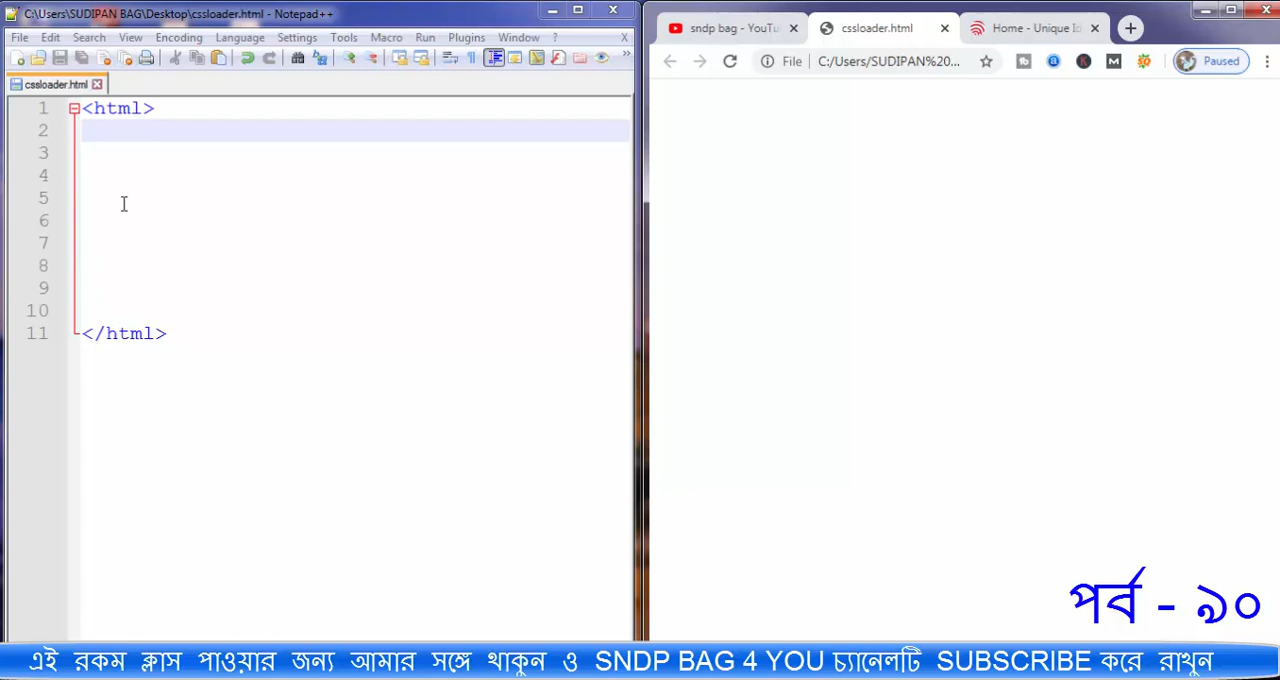 C:\Users\SUDIPAN BAG\Desktop\cssloader.html - Notepad++
File Edit Search View Encoding Language Settings Tools Macro Run Plugins Window ? X
cssloader.html
1 <html>
2
3
4
5
6
7
8
9
10
11 </html>
sndp bag - YouTu
cssloader.html
Home - Unique Id
File C:/Users/SUDIPAN%20... Paused
পর্ব - ৯০
এই রকম ক্লাস পাওয়ার জন্য আমার সঙ্গে থাকুন ও SNDP BAG 4 YOU চ্যানেলটি SUBSCRIBE করে রাখুন